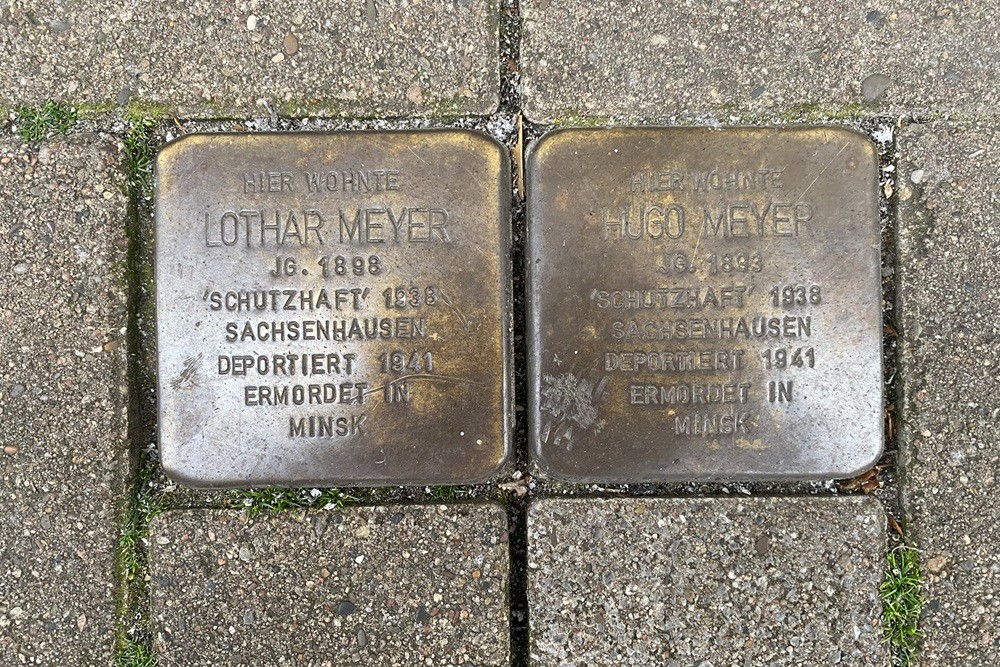 HIER WOHNTE
LOTHAR MEYER
JG. 1898
'SCHUTZHAFT' 1938
SACHSENHAUSEN
DEPORTIERT 1941
ERMORDET IN
MINSK
HIER WOHNTE
HUGO MEYER
JG. 1893
'SCHUTZHAFT' 1938
SACHSENHAUSEN
DEPORTIERT 1941
ERMORDET IN
MINSK